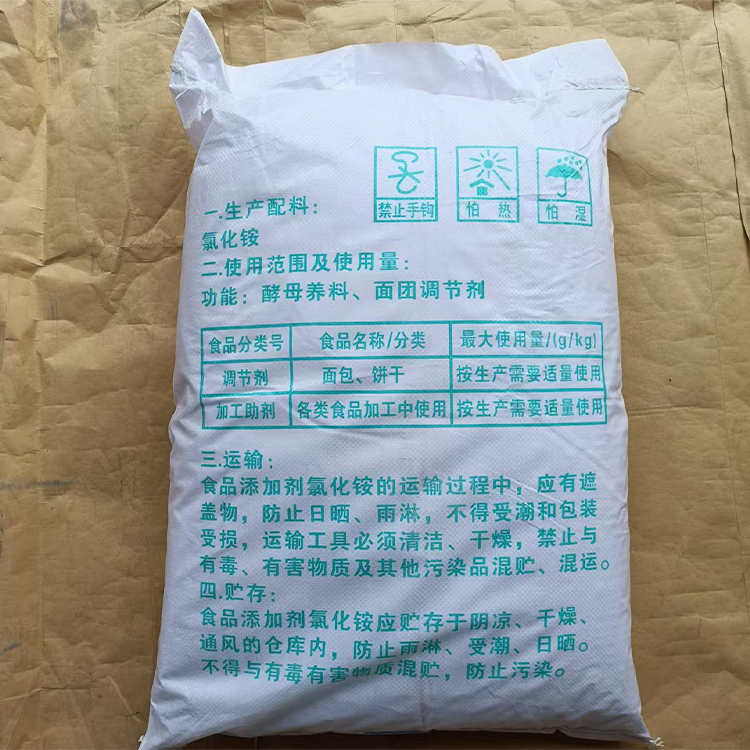 禁止手钩 怕 热 怕 湿
一.生产配料:
氯化铵
二.使用范围及使用量:
功能: 酵母养料、面团调节剂
食品分类号 食品名称/分类 最大使用量/(g/kg)
调节剂 面包、饼干 按生产需要适量使用
加工助剂 各类食品加工中使用 按生产需要适量使用
三.运输:
食品添加剂氯化铵的运输过程中，应有遮
盖物，防止日晒、雨淋，不得受潮和包装
受损，运输工具必须清洁、干燥，禁止与
有毒、有害物质及其他污染品混贮、混运。
四.贮存:
食品添加剂氯化铵应贮存于阴凉、干燥、
通风的仓库内，防止雨淋、受潮、日晒。
不得与有毒有害物质混贮，防止污染。